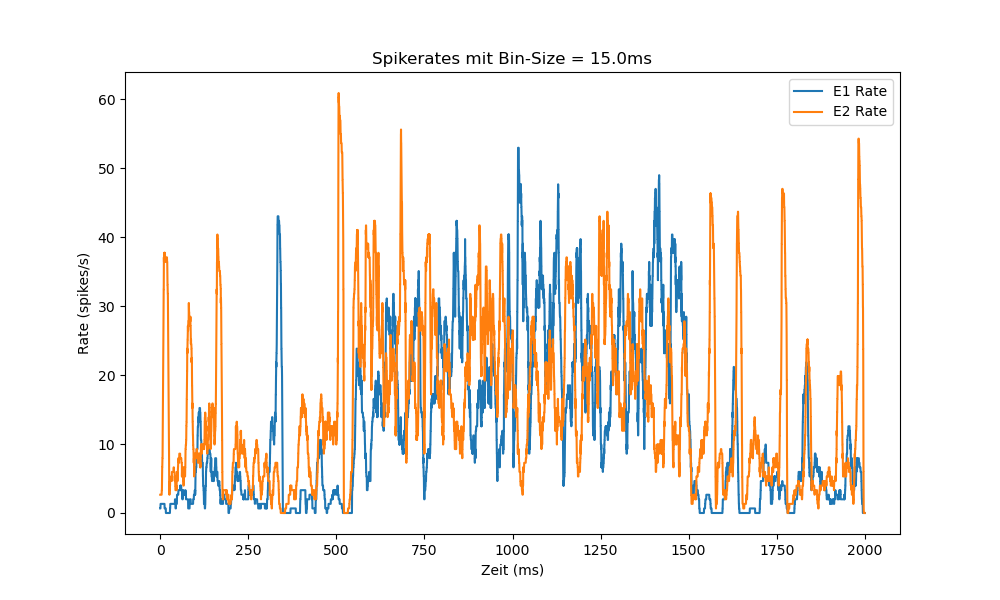 Spikerates mit Bin-Size = 15.0ms
E1 Rate
E2 Rate
Rate (spikes/s)
60
50
40
30
20
10
0
0 250 500 750 1000 1250 1500 1750 2000
Zeit (ms)